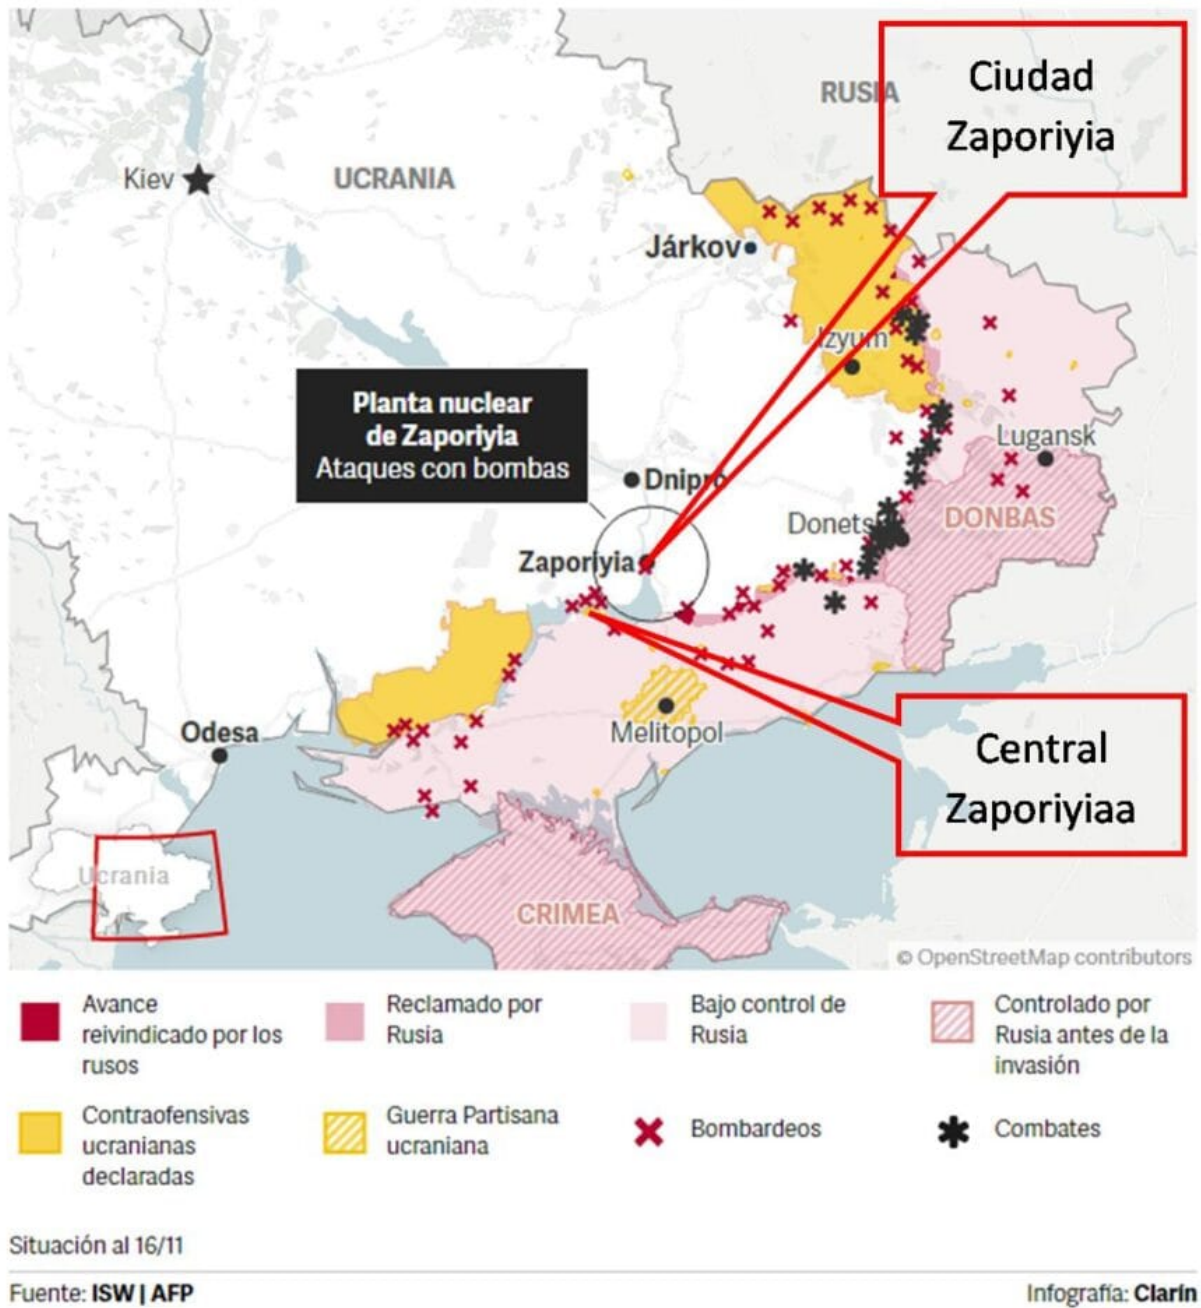 Ciudad
Zaporiyia
RUSIA
Kiev
UCRANIA
Járkov
Izyum
Planta nuclear
de Zaporiyia
Ataques con bombas
Dnipro
Lugansk
Donetsk
DONBAS
Zaporiyia
Melitopol
Odesa
Central
Zaporiyiaa
Ucrania
CRIMEA
© OpenStreetMap contributors
Avance
reivindicado por los
rusos
Reclamado por
Rusia
Bajo control de
Rusia
Controlado por
Rusia antes de la
invasión
Contraofensivas
ucranianas
declaradas
Guerra Partisana
ucraniana
Bombardeos
Combates
Situación al 16/11
Fuente: ISW | AFP
Infografía: Clarín